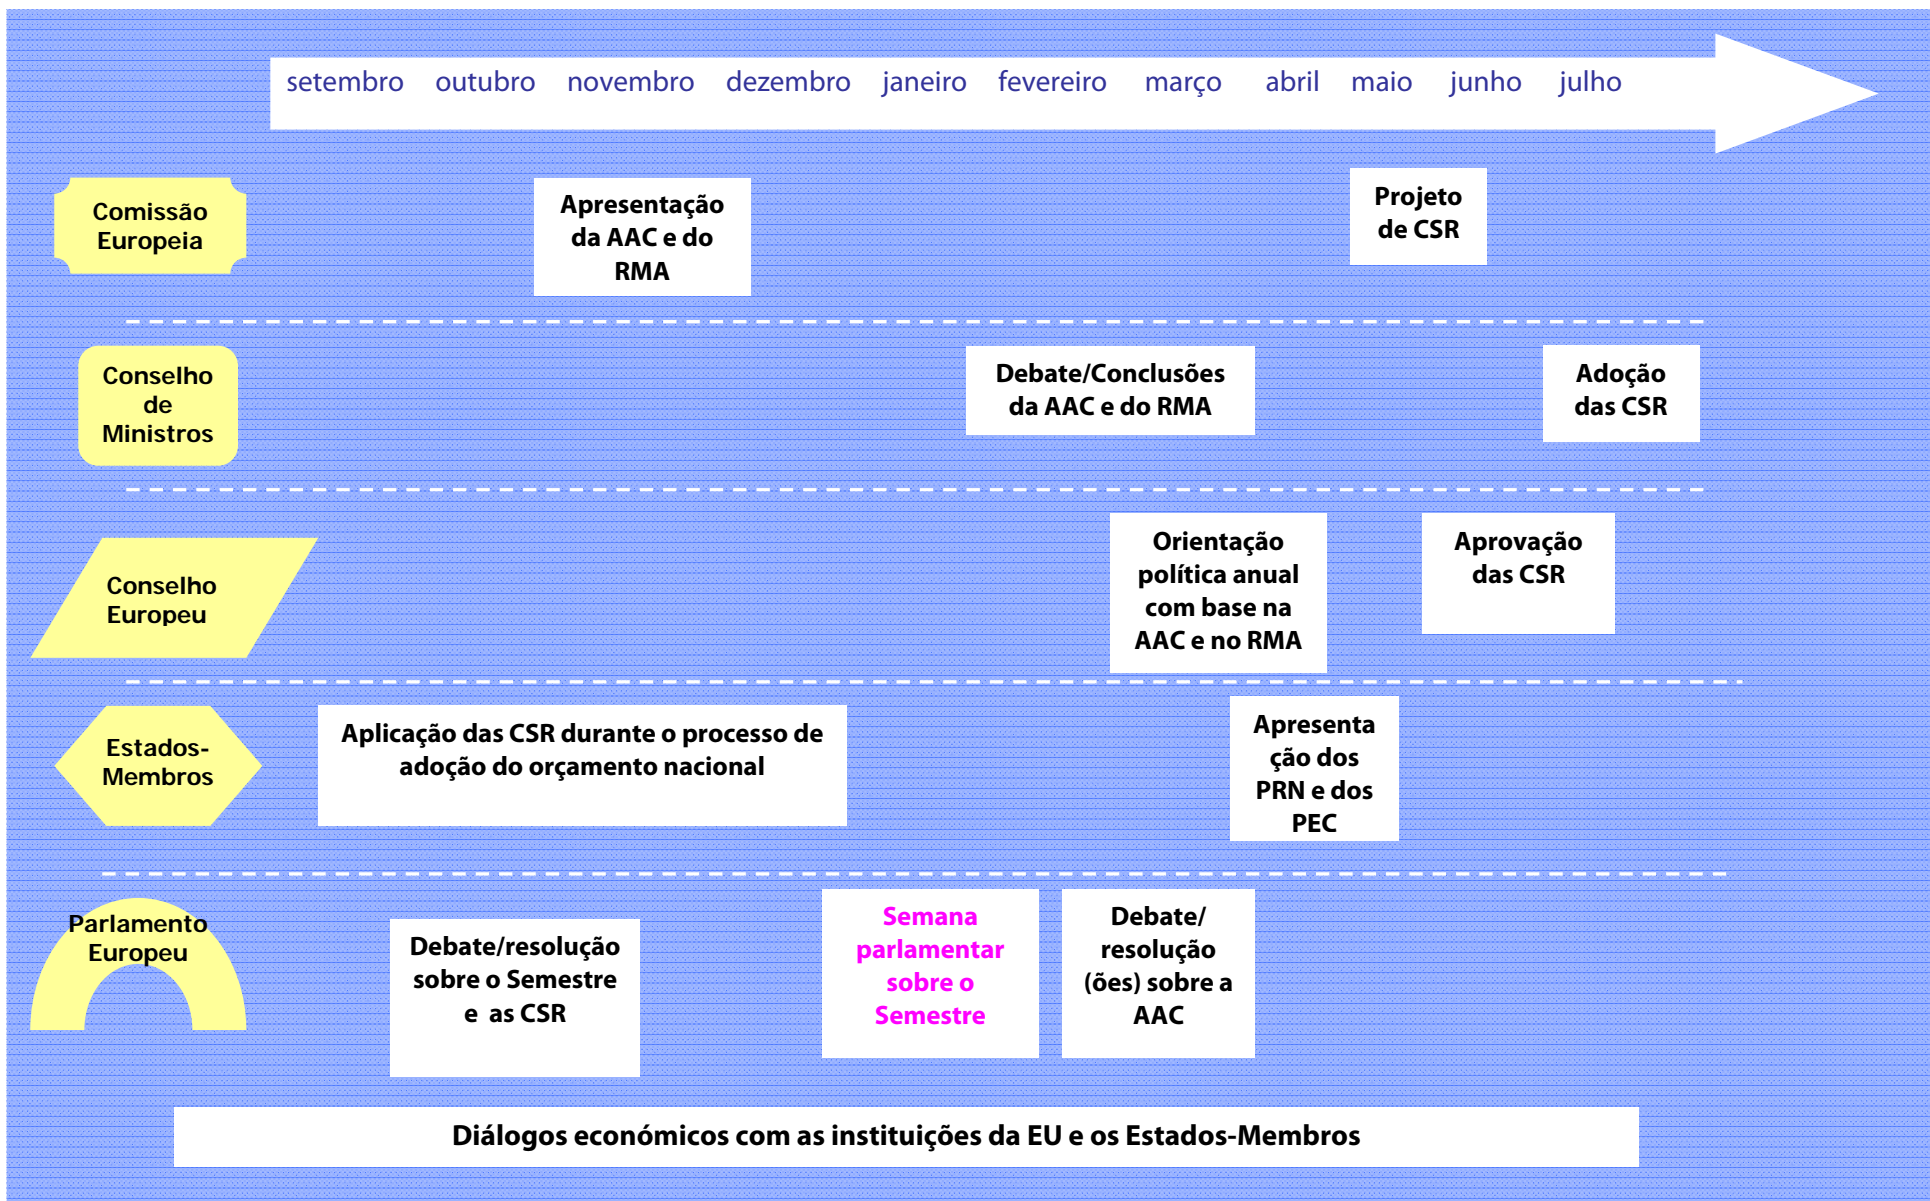 setembro outubro novembro dezembro janeiro fevereiro março abril maio junho julho
Comissão
Europeia
Apresentação
da AAC e do
RMA
Projeto
de CSR
Conselho
de
Ministros
Debate/Conclusões
da AAC e do RMA
Adoção
das CSR
Conselho
Europeu
Orientação
política anual
com base na
AAC e no RMA
Aprovação
das CSR
Estados-
Membros
Aplicação das CSR durante o processo de
adoção do orçamento nacional
Apresenta
ção dos
PRN e dos
PEC
Parlamento
Europeu
Debate/resolução
sobre o Semestre
e as CSR
Semana
parlamentar
sobre o
Semestre
Debate/
resolução
(ões) sobre a
AAC
Diálogos económicos com as instituições da EU e os Estados-Membros